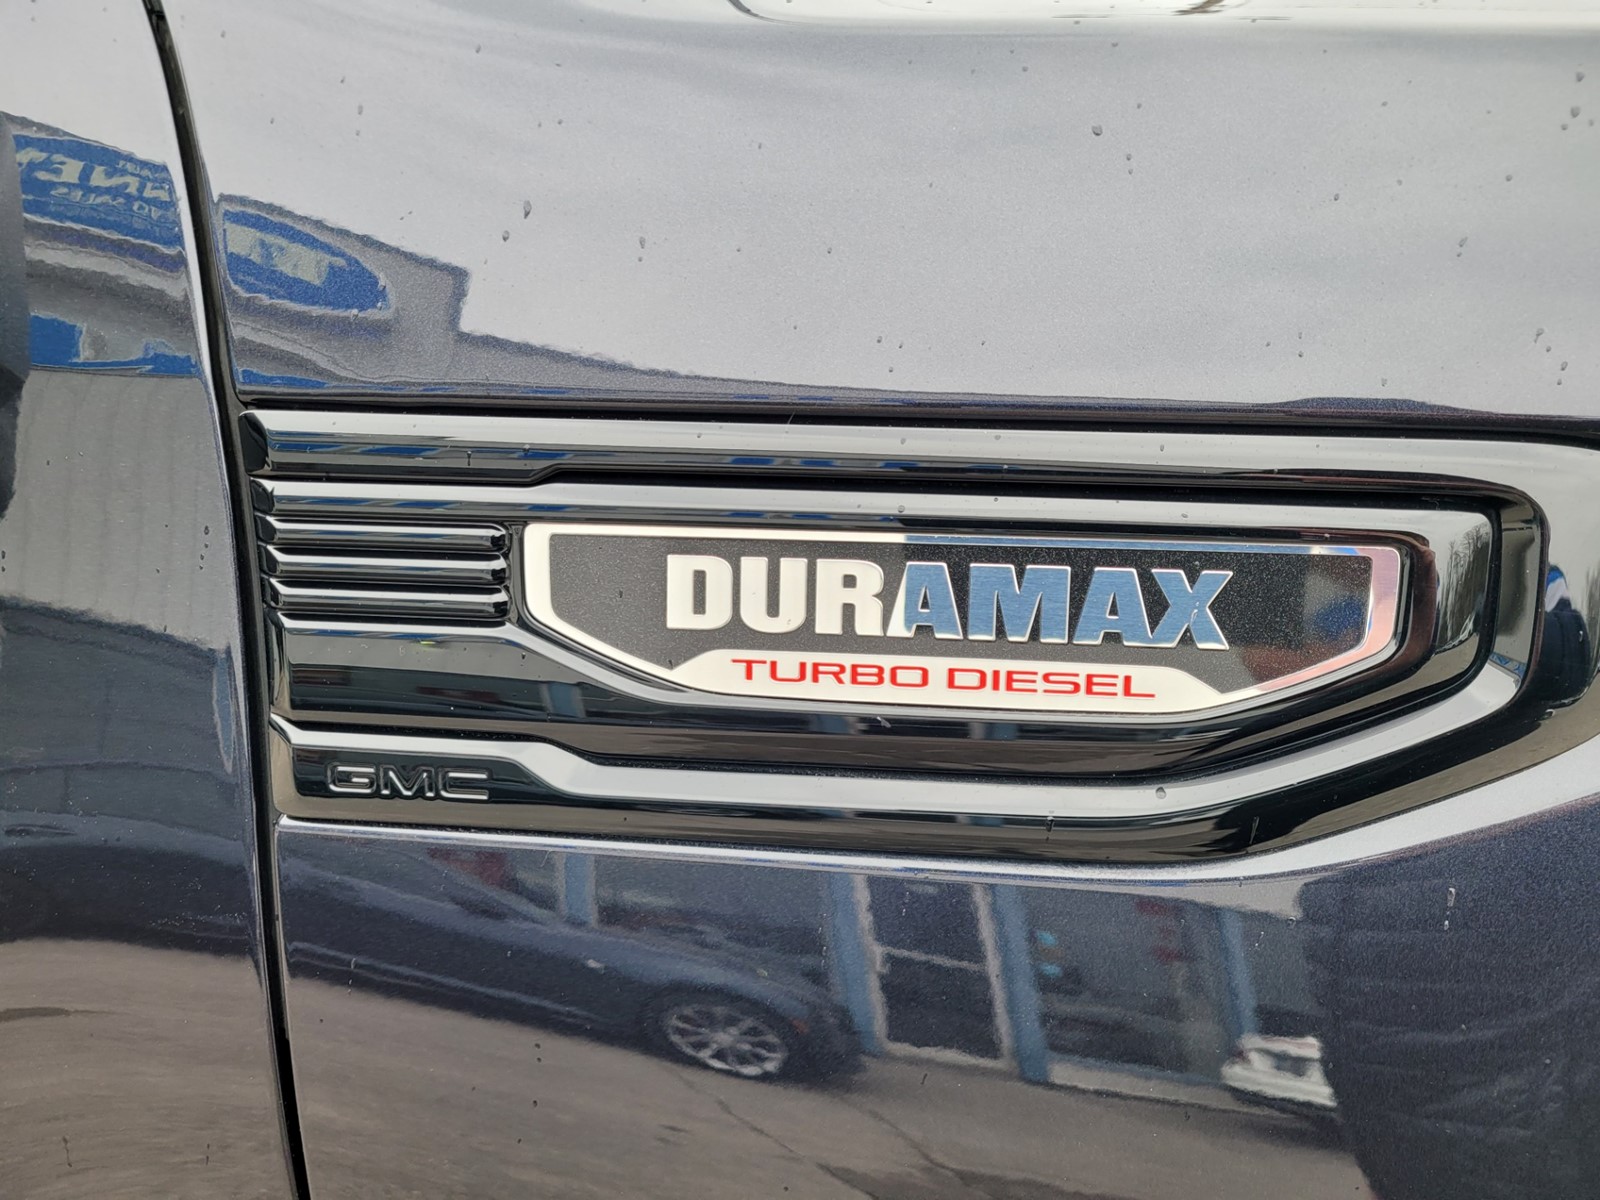 DURAMAX
TURBO DIESEL
GMC